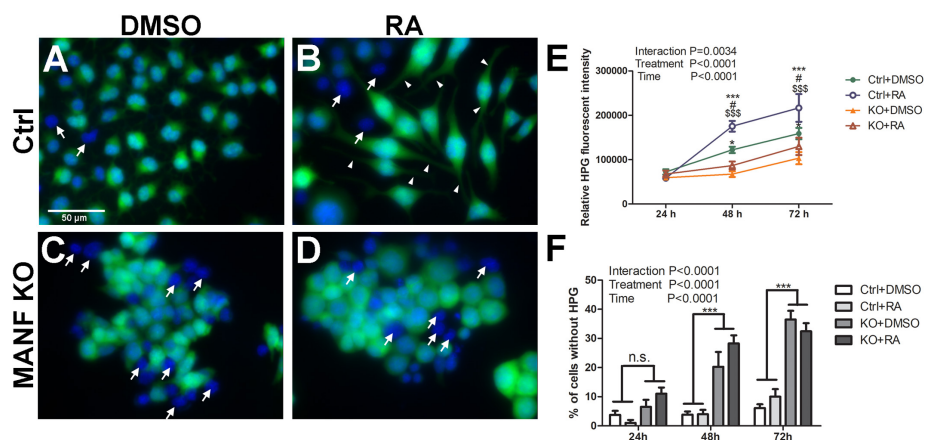 DMSO
RA
Ctrl
MANF KO
A
50 µm
B
C
D
E
Interaction P=0.0034
Treatment P<0.0001
Time P<0.0001
Relative HPG fluorescent intensity
300000
200000
100000
0
24 h
48 h
72 h
***
#
$$$
*
***
#
$$$
Ctrl+DMSO
Ctrl+RA
KO+DMSO
KO+RA
F
Interaction P<0.0001
Treatment P<0.0001
Time P<0.0001
% of cells without HPG
50
40
30
20
10
0
n.s.
***
***
24h
48h
72h
Ctrl+DMSO
Ctrl+RA
KO+DMSO
KO+RA